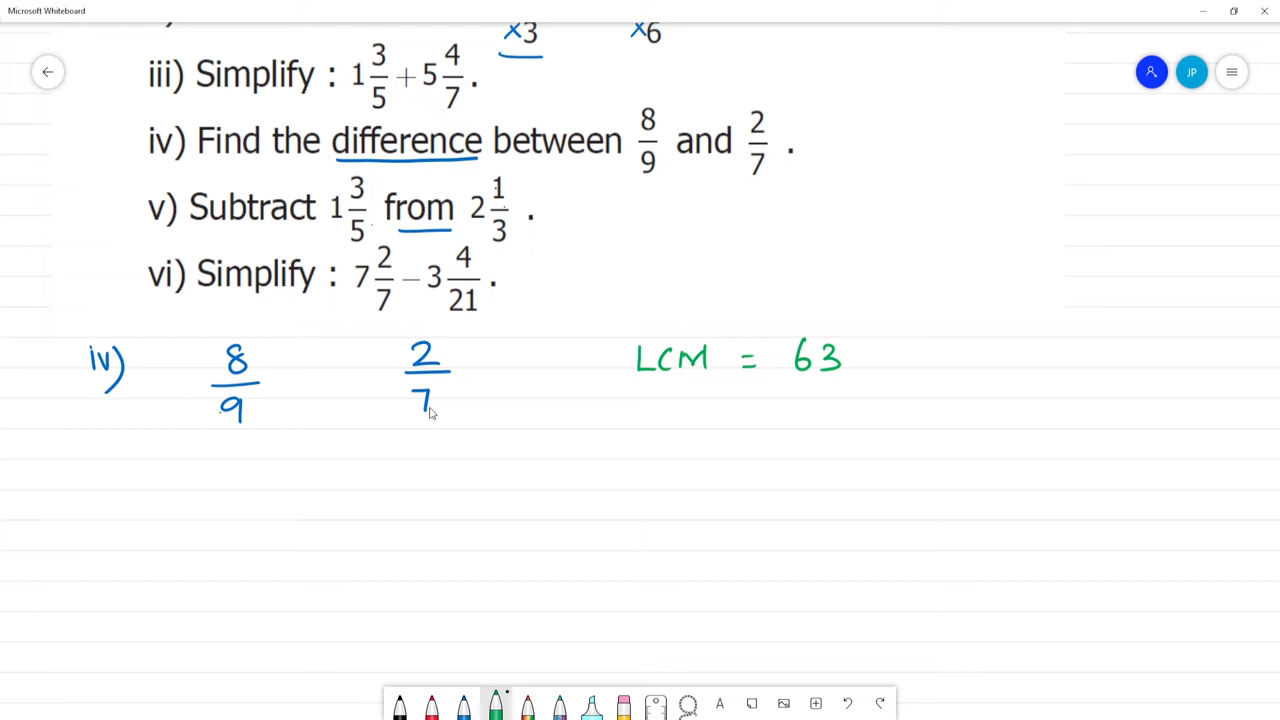 Microsoft Whiteboard
×3 ×6
iii) Simplify : 1 3/5 + 5 4/7 .
JP
iv) Find the difference between 8/9 and 2/7 .
v) Subtract 1 3/5 from 2 1/3 .
vi) Simplify : 7 2/7 – 3 4/21 .
iv) 8/9 2/7 LCM = 63
A